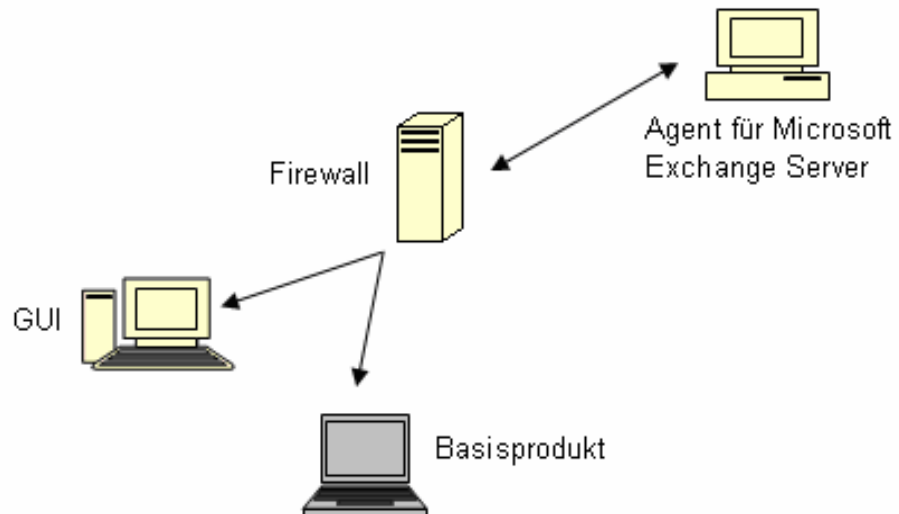 Agent für Microsoft
Exchange Server
Firewall
GUI
Basisprodukt